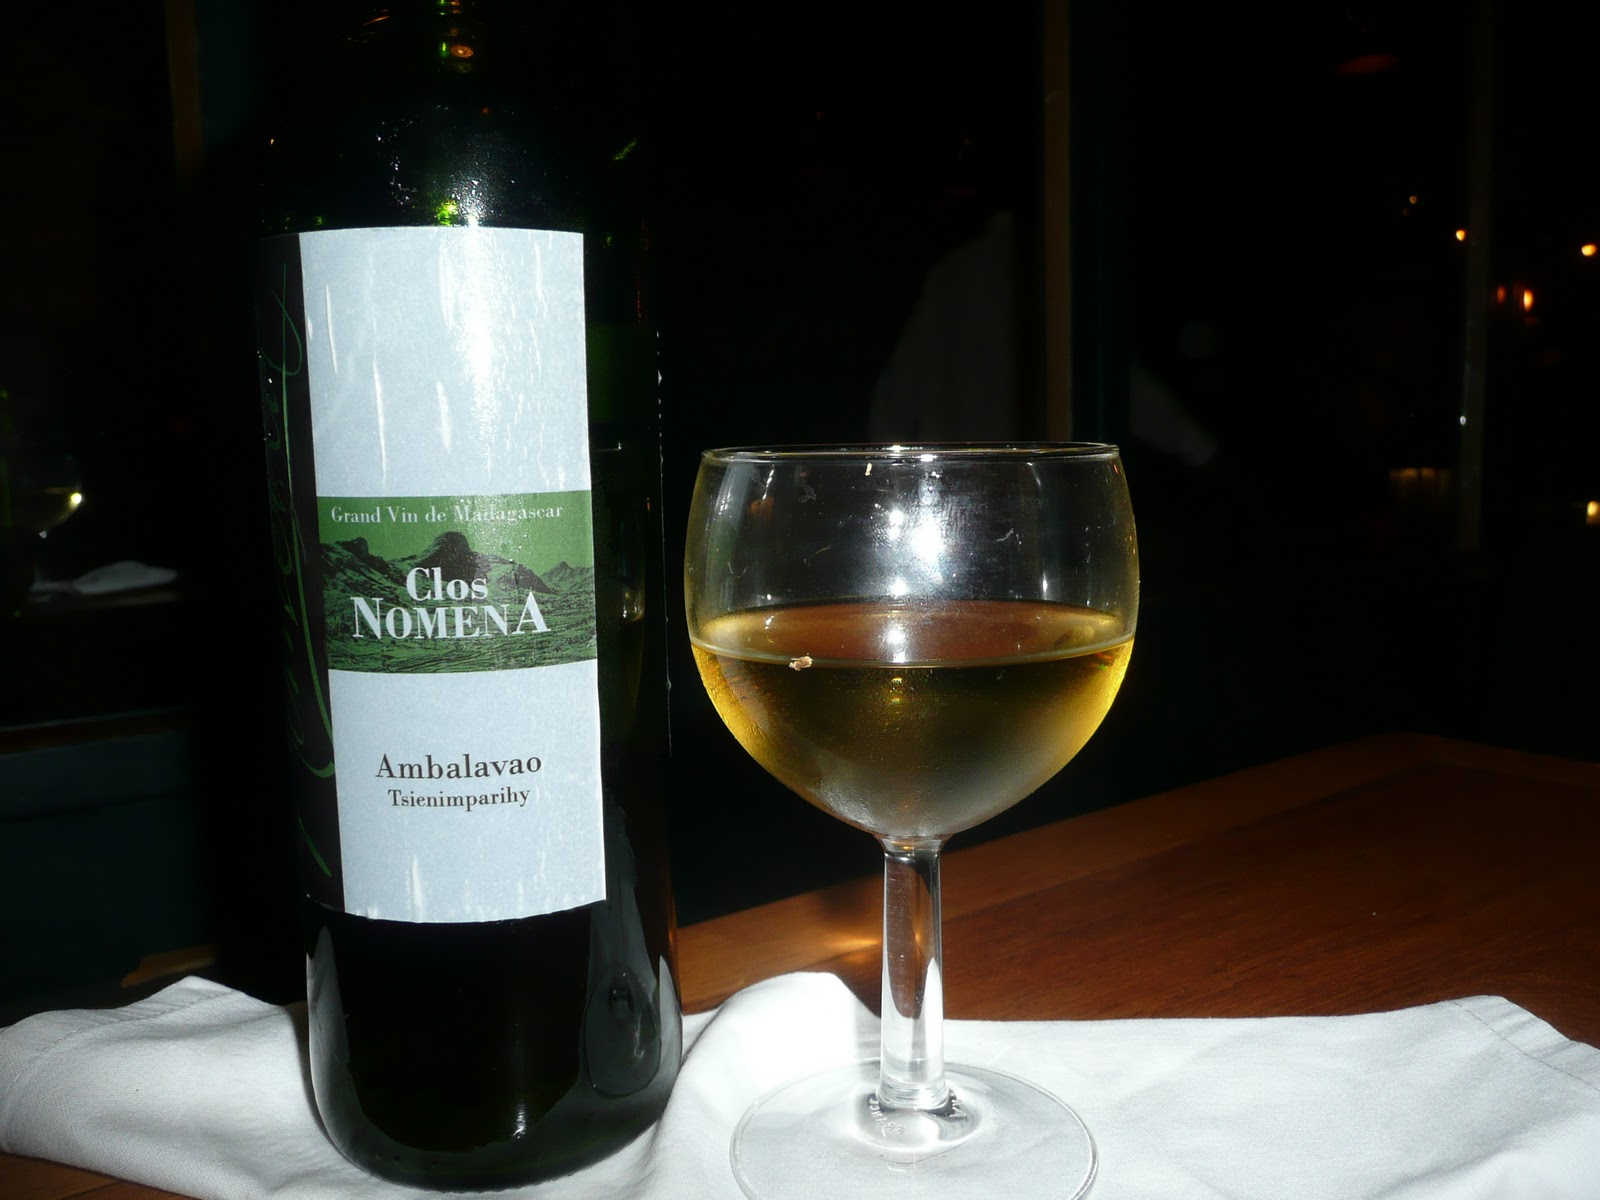 Grand Vin de Madagascar
Clos
NOMENA
Ambalavao
Tsienimparihy